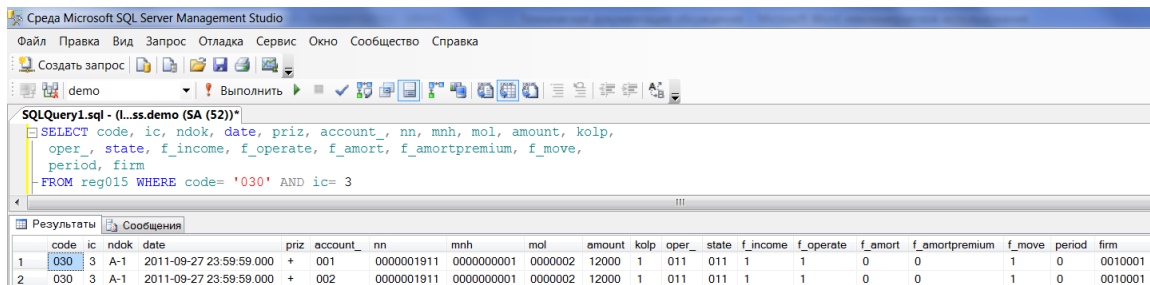 Среда Microsoft SQL Server Management Studio
Файл Правка Вид Запрос Отладка Сервис Окно Сообщество Справка
Создать запрос
demo Выполнить
SQLQuery1.sql - (l...ss.demo (SA (52))*
SELECT code, ic, ndok, date, priz, account_, nn, mnh, mol, amount, kolp,
oper_, state, f_income, f_operate, f_amort, f_amortpremium, f_move,
period, firm
FROM reg015 WHERE code= '030' AND ic= 3
Результаты Сообщения
code ic ndok date priz account_ nn mnh mol amount kolp oper_ state f_income f_operate f_amort f_amortpremium f_move period firm
1 030 3 A-1 2011-09-27 23:59:59.000 + 001 0000001911 0000000001 0000002 12000 1 011 011 1 1 0 0 1 0 0010001
2 030 3 A-1 2011-09-27 23:59:59.000 + 002 0000001911 0000000001 0000002 12000 1 011 011 1 1 0 0 1 0 0010001